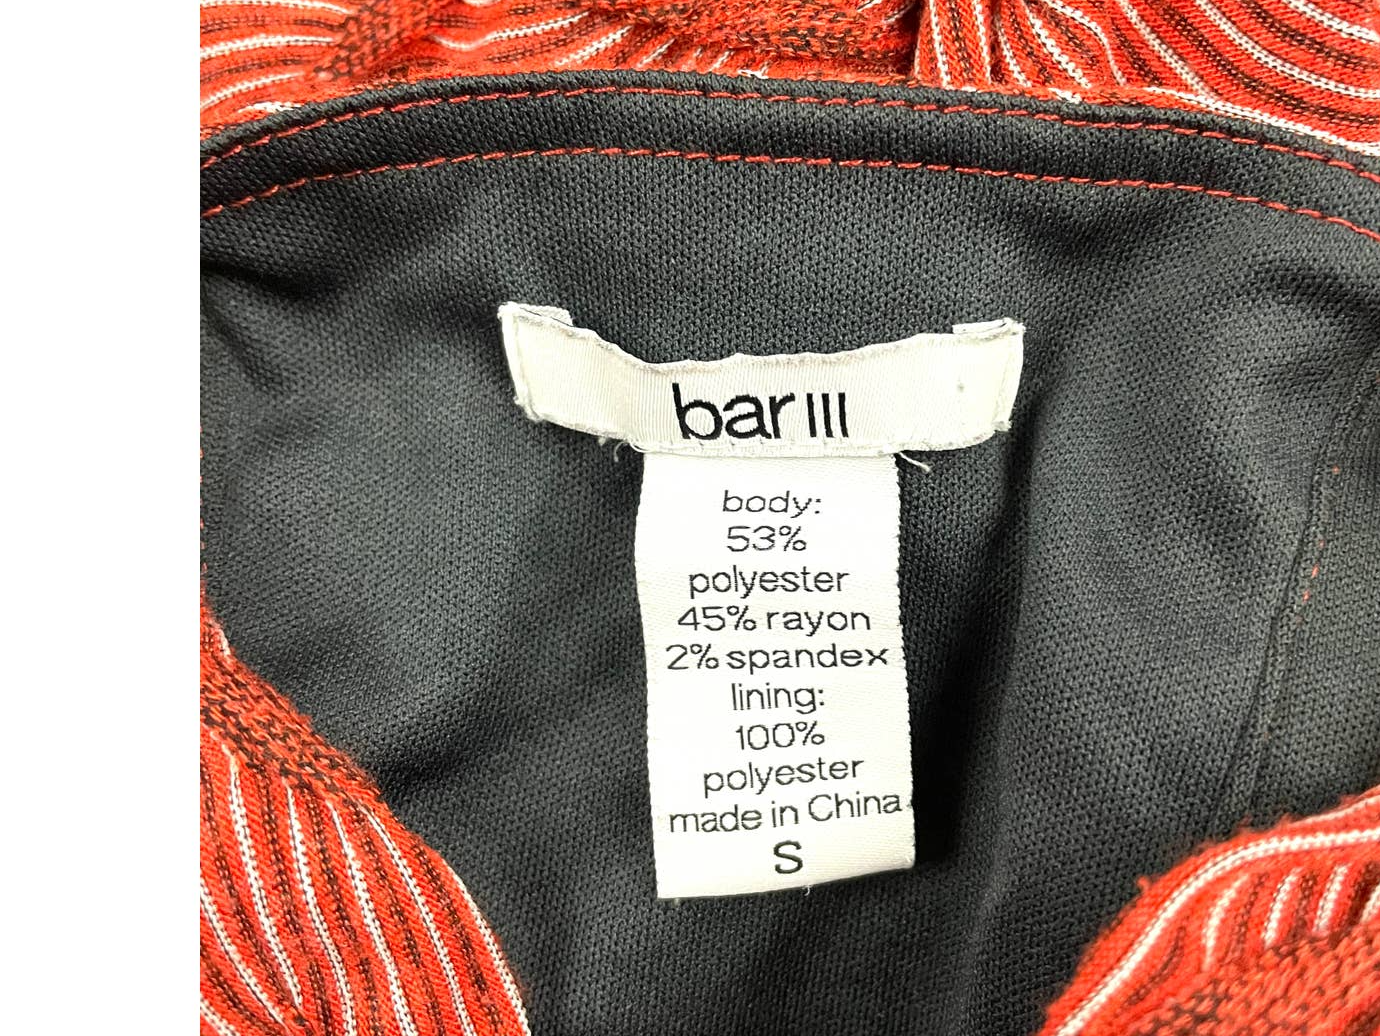 bar III
body:
53%
polyester
45% rayon
2% spandex
lining:
100%
polyester
made in China
S